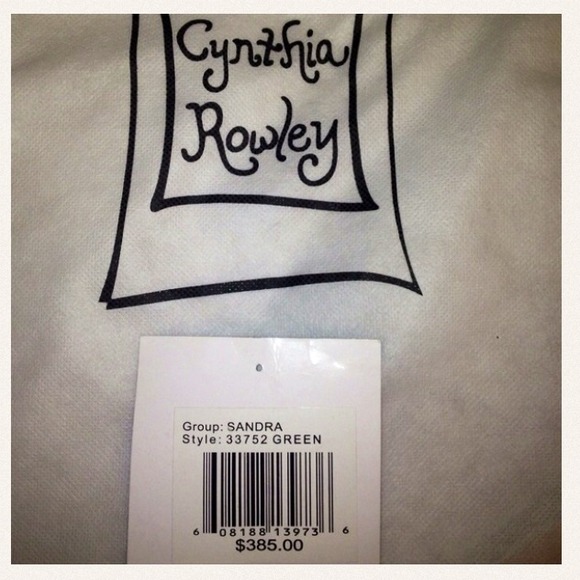 Cynthia
Rowley
Group: SANDRA
Style: 33752 GREEN
6 08188 13973 6
$385.00